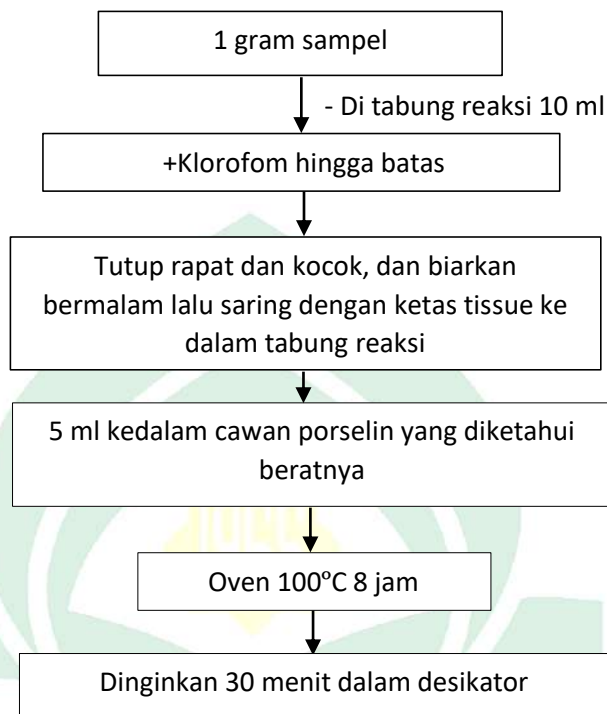 1 gram sampel
- Di tabung reaksi 10 ml
+Klorofom hingga batas
Tutup rapat dan kocok, dan biarkan
bermalam lalu saring dengan ketas tissue ke
dalam tabung reaksi
5 ml kedalam cawan porselin yang diketahui
beratnya
Oven 100°C 8 jam
Dinginkan 30 menit dalam desikator